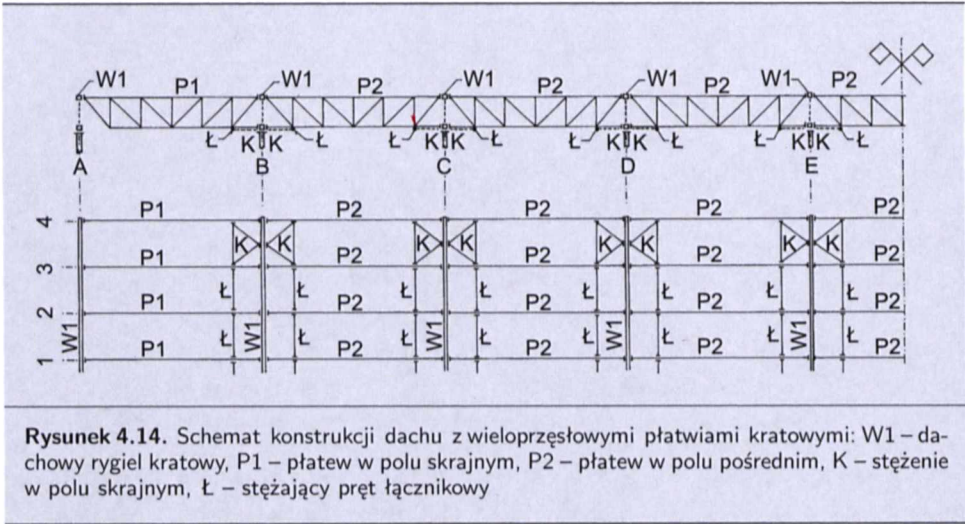 W1 P1 W1 P2 W1 P2 W1 P2 W1 P2
Ł K K Ł Ł K K Ł Ł K K Ł Ł K K Ł
A B C D E
4 P1 P2 P2 P2 P2
K K K K K K K K
3 P1 P2 P2 P2 P2
Ł Ł Ł Ł Ł Ł Ł Ł
2 P1 P2 P2 P2 P2
W1 Ł W1 Ł Ł W1 Ł Ł W1 Ł Ł W1 Ł
1 P1 P2 P2 P2 P2
Rysunek 4.14. Schemat konstrukcji dachu z wieloprzęsłowymi płatwiami kratowymi: W1 – da-
chowy rygiel kratowy, P1 – płatew w polu skrajnym, P2 – płatew w polu pośrednim, K – stężenie
w polu skrajnym, Ł – stężający pręt łącznikowy